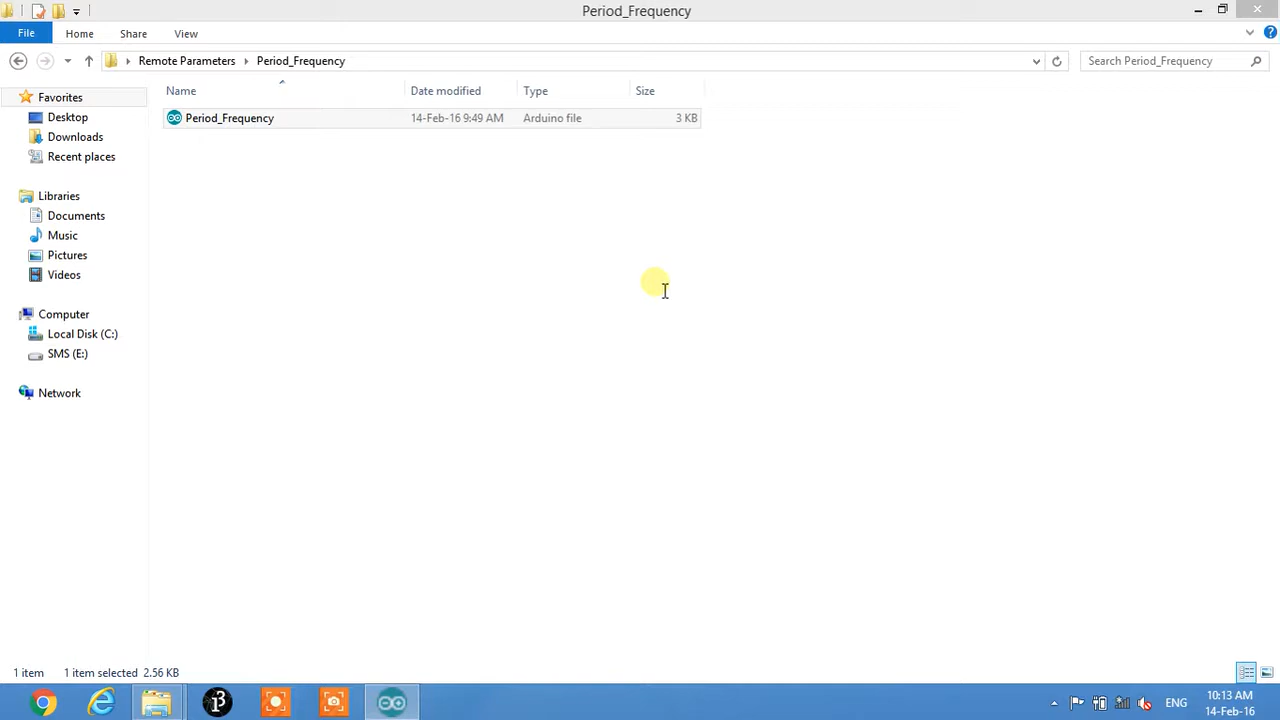 Period_Frequency
File Home Share View
Remote Parameters Period_Frequency Search Period_Frequency
Name Date modified Type Size
Period_Frequency 14-Feb-16 9:49 AM Arduino file 3 KB
Favorites
Desktop
Downloads
Recent places
Libraries
Documents
Music
Pictures
Videos
Computer
Local Disk (C:)
SMS (E:)
Network
1 item 1 item selected 2.56 KB
ENG
10:13 AM
14-Feb-16